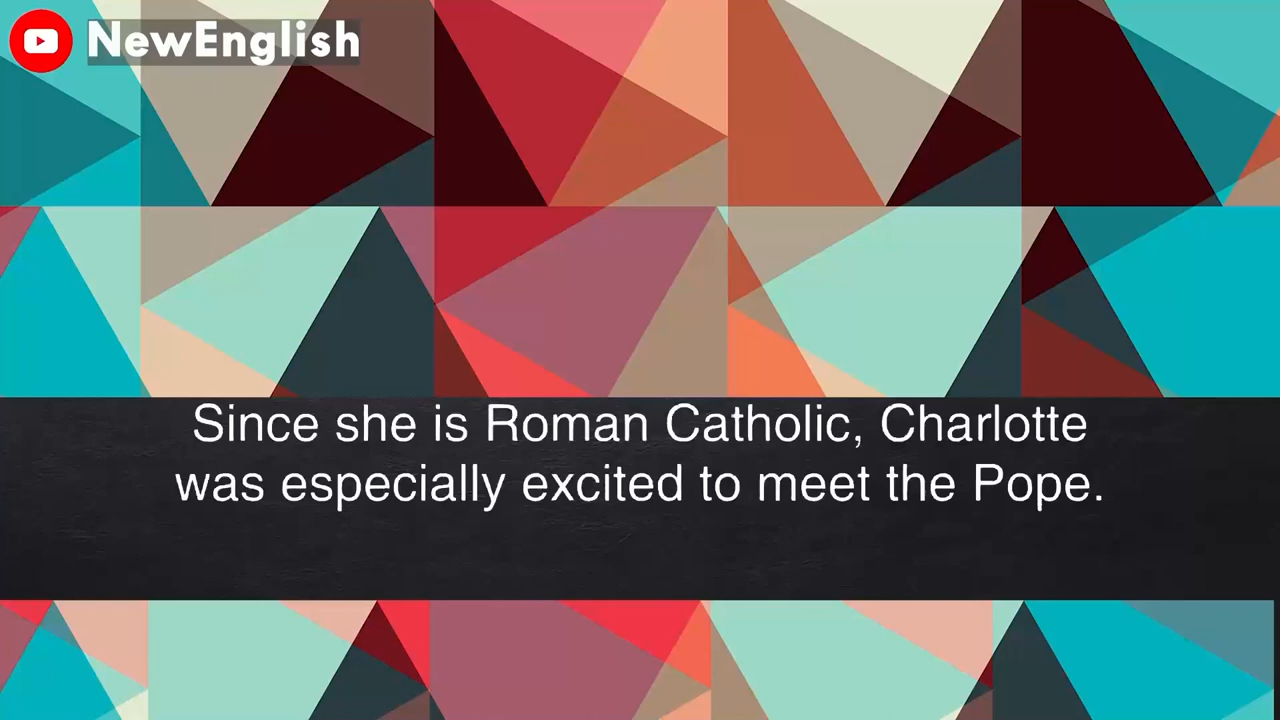 NewEnglish
Since she is Roman Catholic, Charlotte
was especially excited to meet the Pope.